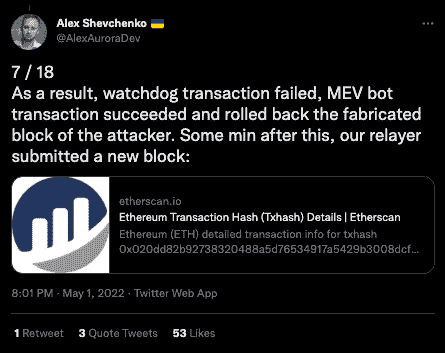 Alex Shevchenko 🇺🇦
@AlexAuroraDev
7 / 18
As a result, watchdog transaction failed, MEV bot
transaction succeeded and rolled back the fabricated
block of the attacker. Some min after this, our relayer
submitted a new block:
etherscan.io
Ethereum Transaction Hash (Txhash) Details | Etherscan
Ethereum (ETH) detailed transaction info for txhash
0x020dd82b92738320488a5d76534917a5429b3008dcf...
8:01 PM · May 1, 2022 · Twitter Web App
1 Retweet 3 Quote Tweets 53 Likes